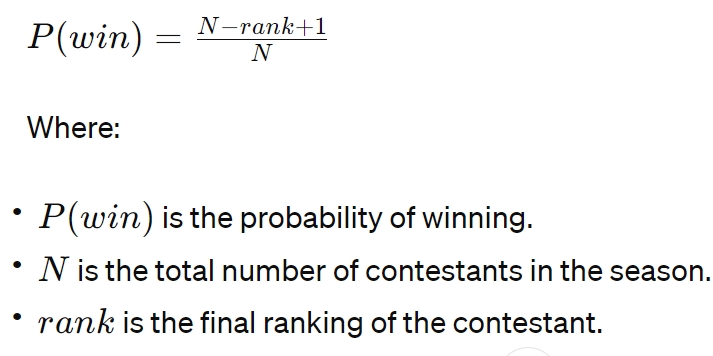 P(win) = \frac{N-rank+1}{N}
Where:
• P(win) is the probability of winning.
• N is the total number of contestants in the season.
• rank is the final ranking of the contestant.